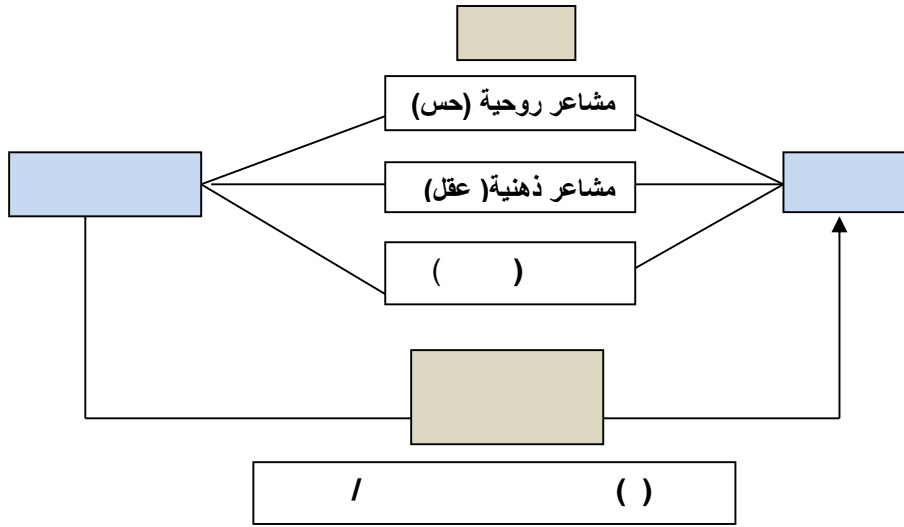 مشاعر روحية (حس)
مشاعر ذهنية( عقل)
( )
( ) /